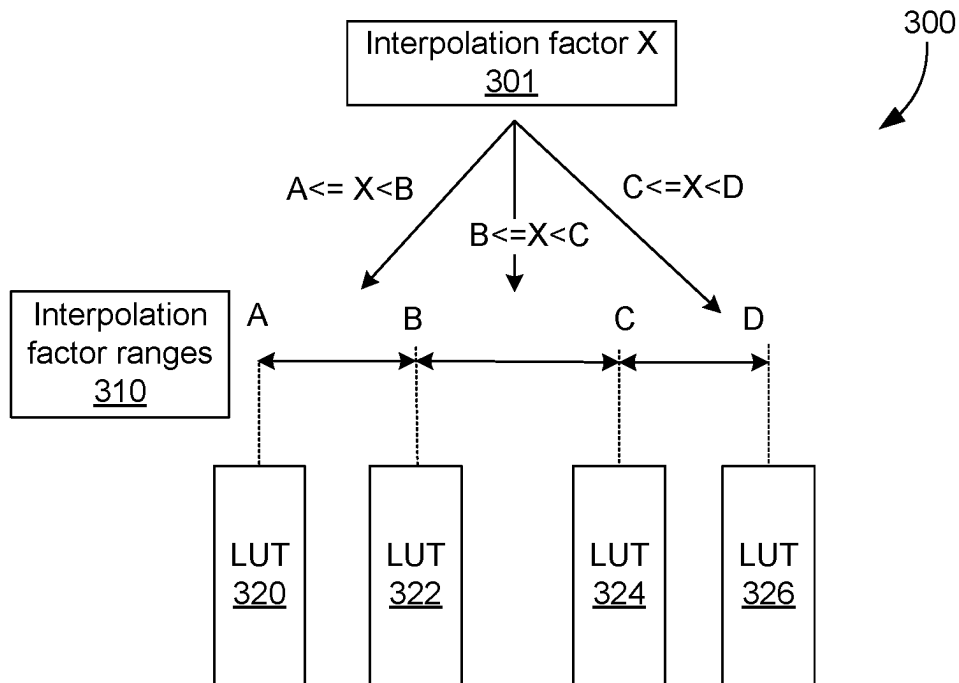 300
Interpolation factor X
301
A<= X<B
C<=X<D
B<=X<C
Interpolation
factor ranges
310
A
B
C
D
LUT
320
LUT
322
LUT
324
LUT
326